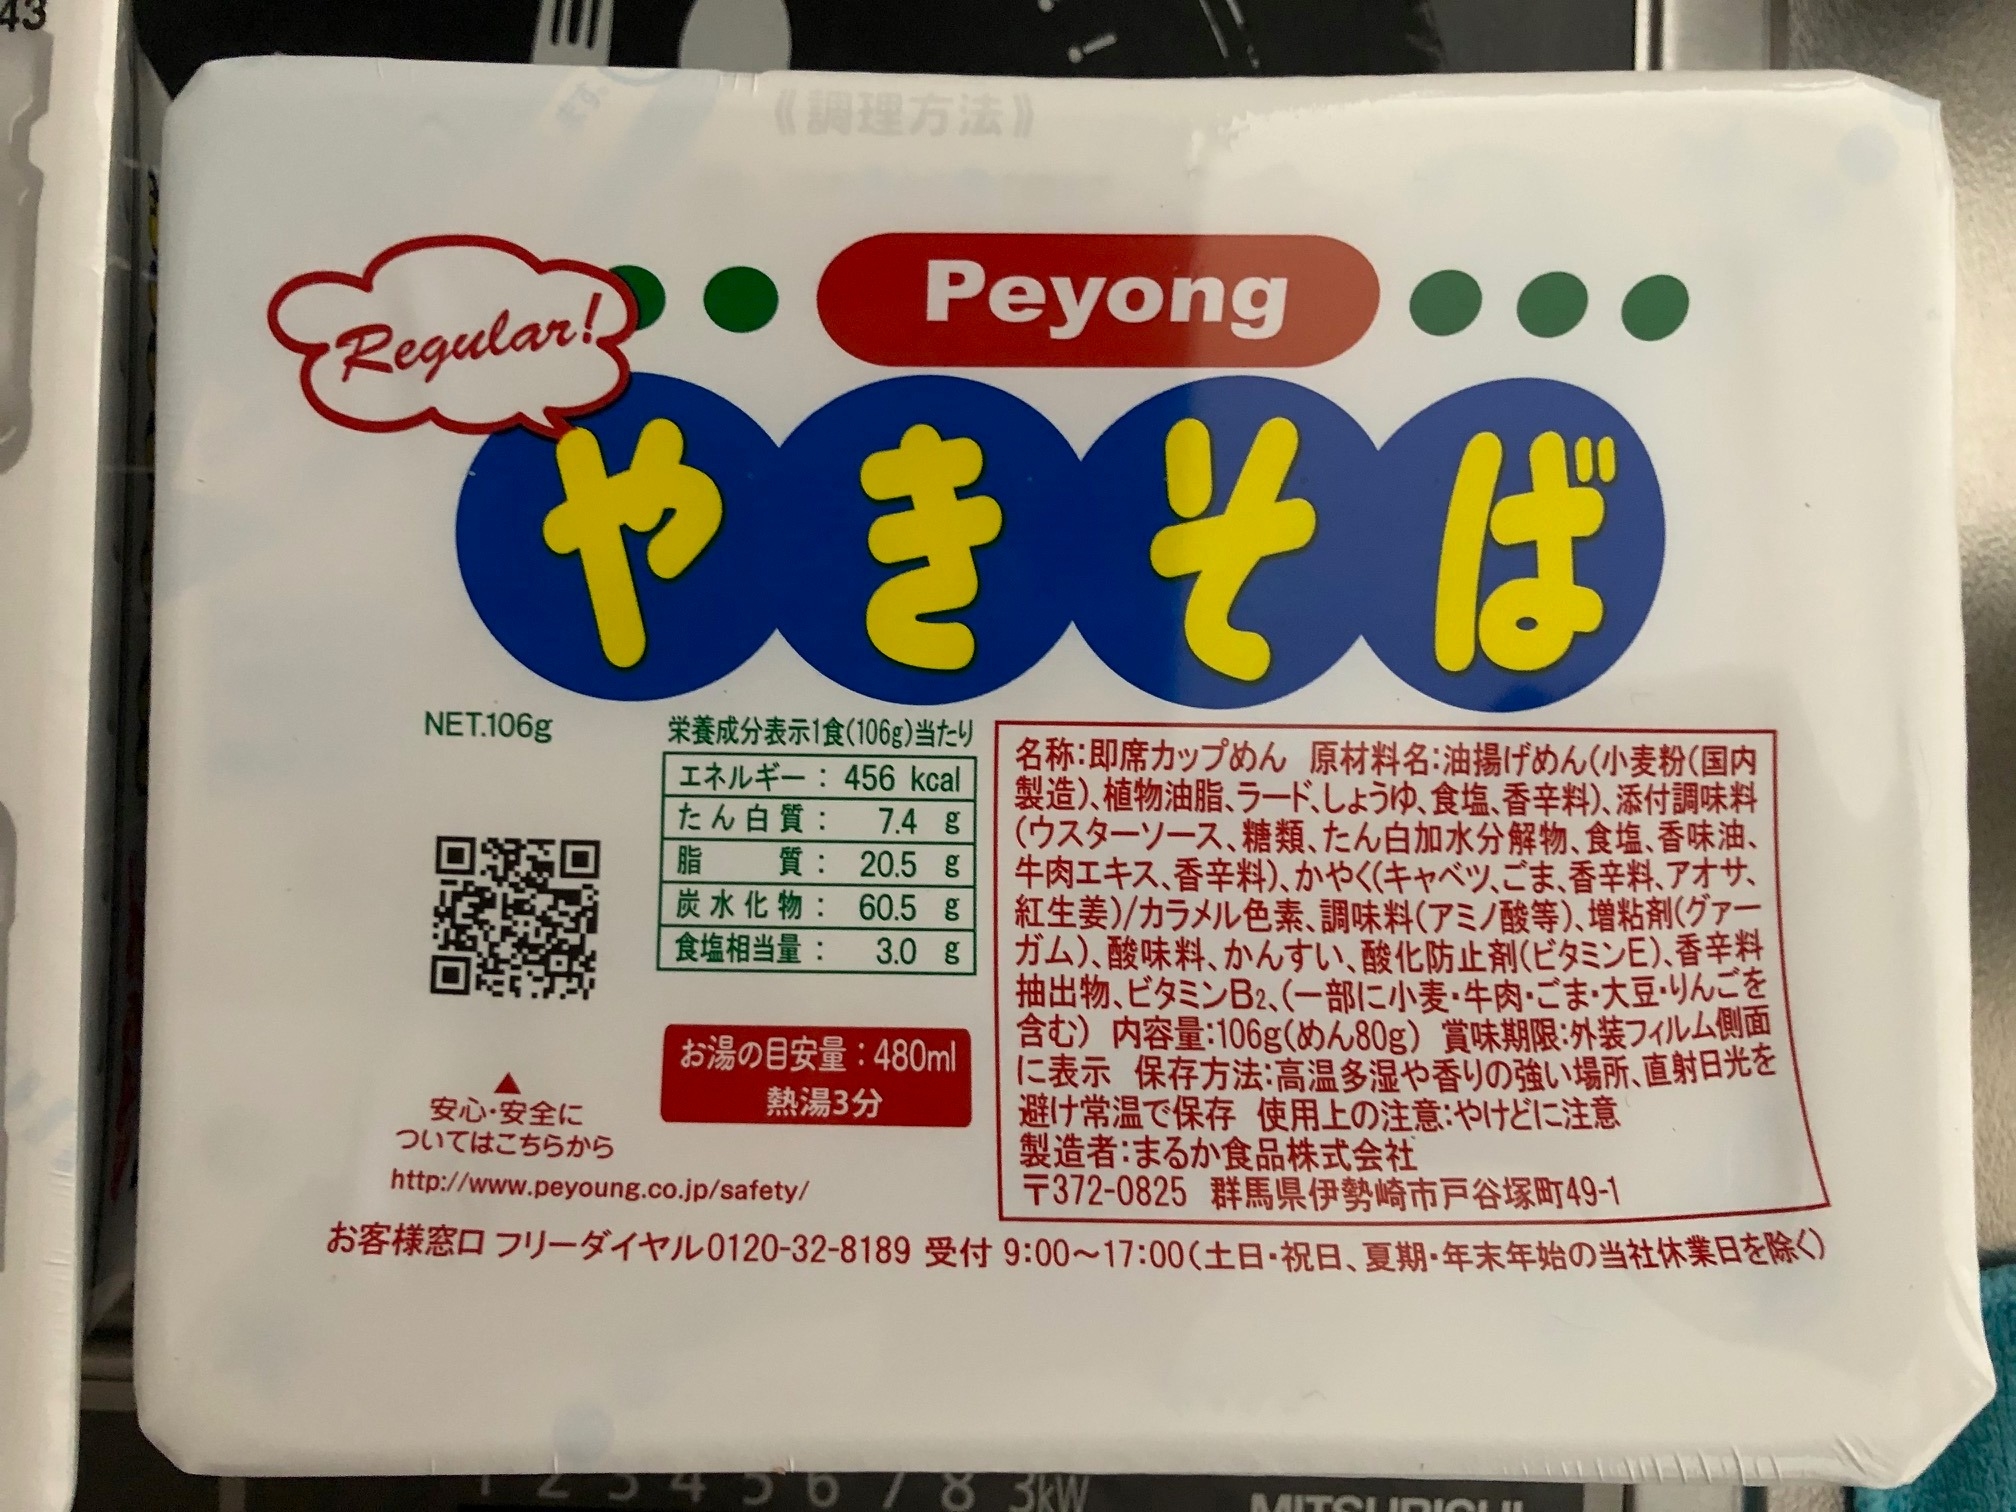 43
《調理方法》
Regular!
Peyong
やきそば
NET.106g
栄養成分表示1食(106g)当たり
エネルギー: 456 kcal
たん白質: 7.4 g
脂質: 20.5 g
炭水化物: 60.5 g
食塩相当量: 3.0 g
お湯の目安量:480ml
熱湯3分
▲
安心・安全に
ついてはこちらから
http://www.peyoung.co.jp/safety/
名称:即席カップめん 原材料名:油揚げめん(小麦粉(国内
製造)、植物油脂、ラード、しょうゆ、食塩、香辛料)、添付調味料
(ウスターソース、糖類、たん白加水分解物、食塩、香味油、
牛肉エキス、香辛料)、かやく(キャベツ、ごま、香辛料、アオサ、
紅生姜)/カラメル色素、調味料(アミノ酸等)、増粘剤(グァー
ガム)、酸味料、かんすい、酸化防止剤(ビタミンE)、香辛料
抽出物、ビタミンB2、(一部に小麦・牛肉・ごま・大豆・りんごを
含む) 内容量:106g(めん80g) 賞味期限:外装フィルム側面
に表示 保存方法:高温多湿や香りの強い場所、直射日光を
避け常温で保存 使用上の注意:やけどに注意
製造者:まるか食品株式会社
〒372-0825 群馬県伊勢崎市戸谷塚町49-1
お客様窓口 フリーダイヤル0120-32-8189 受付 9:00〜17:00(土日・祝日、夏期・年末年始の当社休業日を除く)
1 2 3 4 5 6 7 8 3kW
MITSUBISHI